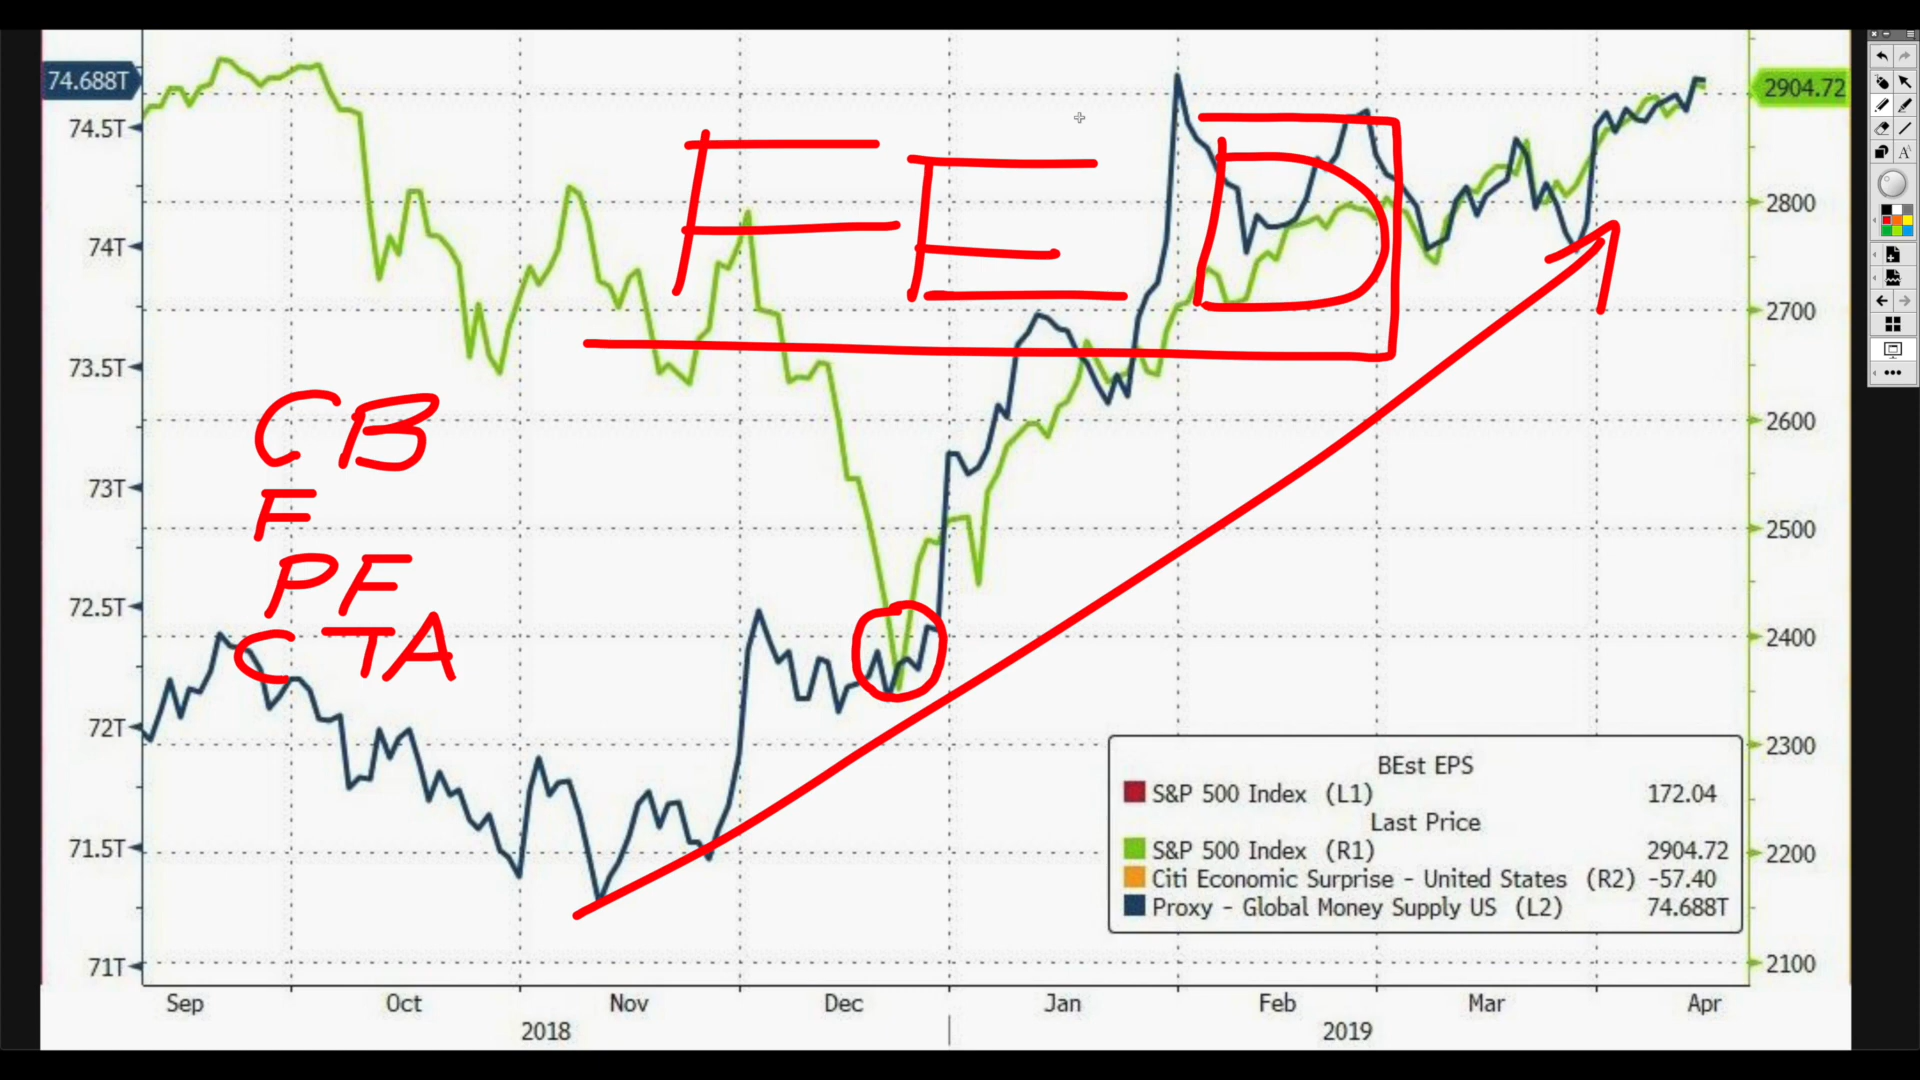 74.688T
74.5T
74T
73.5T
73T
72.5T
72T
71.5T
71T
FED
CB
F
PF
CTA
2904.72
2800
2700
2600
2500
2400
2300
2200
2100
BEst EPS
S&P 500 Index (L1) 172.04
Last Price
S&P 500 Index (R1) 2904.72
Citi Economic Surprise - United States (R2) -57.40
Proxy - Global Money Supply US (L2) 74.688T
Sep Oct Nov Dec Jan Feb Mar Apr
2018 2019
A